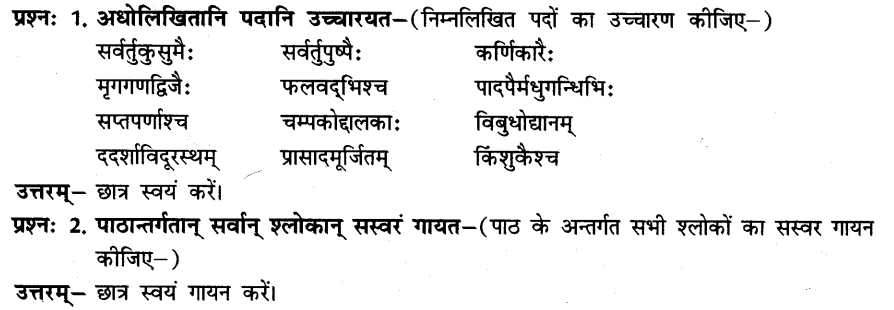 प्रश्नः 1. अधोलिखितानि पदानि उच्चारयत–(निम्नलिखित पदों का उच्चारण कीजिए–)
सर्वर्तुकुसुमैः सर्वर्तुपुष्पैः कर्णिकारैः
मृगगणद्विजैः फलवद्भिश्च पादपैर्मधुगन्धिभिः
सप्तपर्णाश्च चम्पकोद्दालकाः विबुधोद्यानम्
ददर्शाविदूरस्थम् प्रासादमूर्जितम् किंशुकैश्च
उत्तरम्– छात्र स्वयं करें।
प्रश्नः 2. पाठान्तर्गतान् सर्वान् श्लोकान् सस्वरं गायत–(पाठ के अन्तर्गत सभी श्लोकों का सस्वर गायन
कीजिए–)
उत्तरम्– छात्र स्वयं गायन करें।